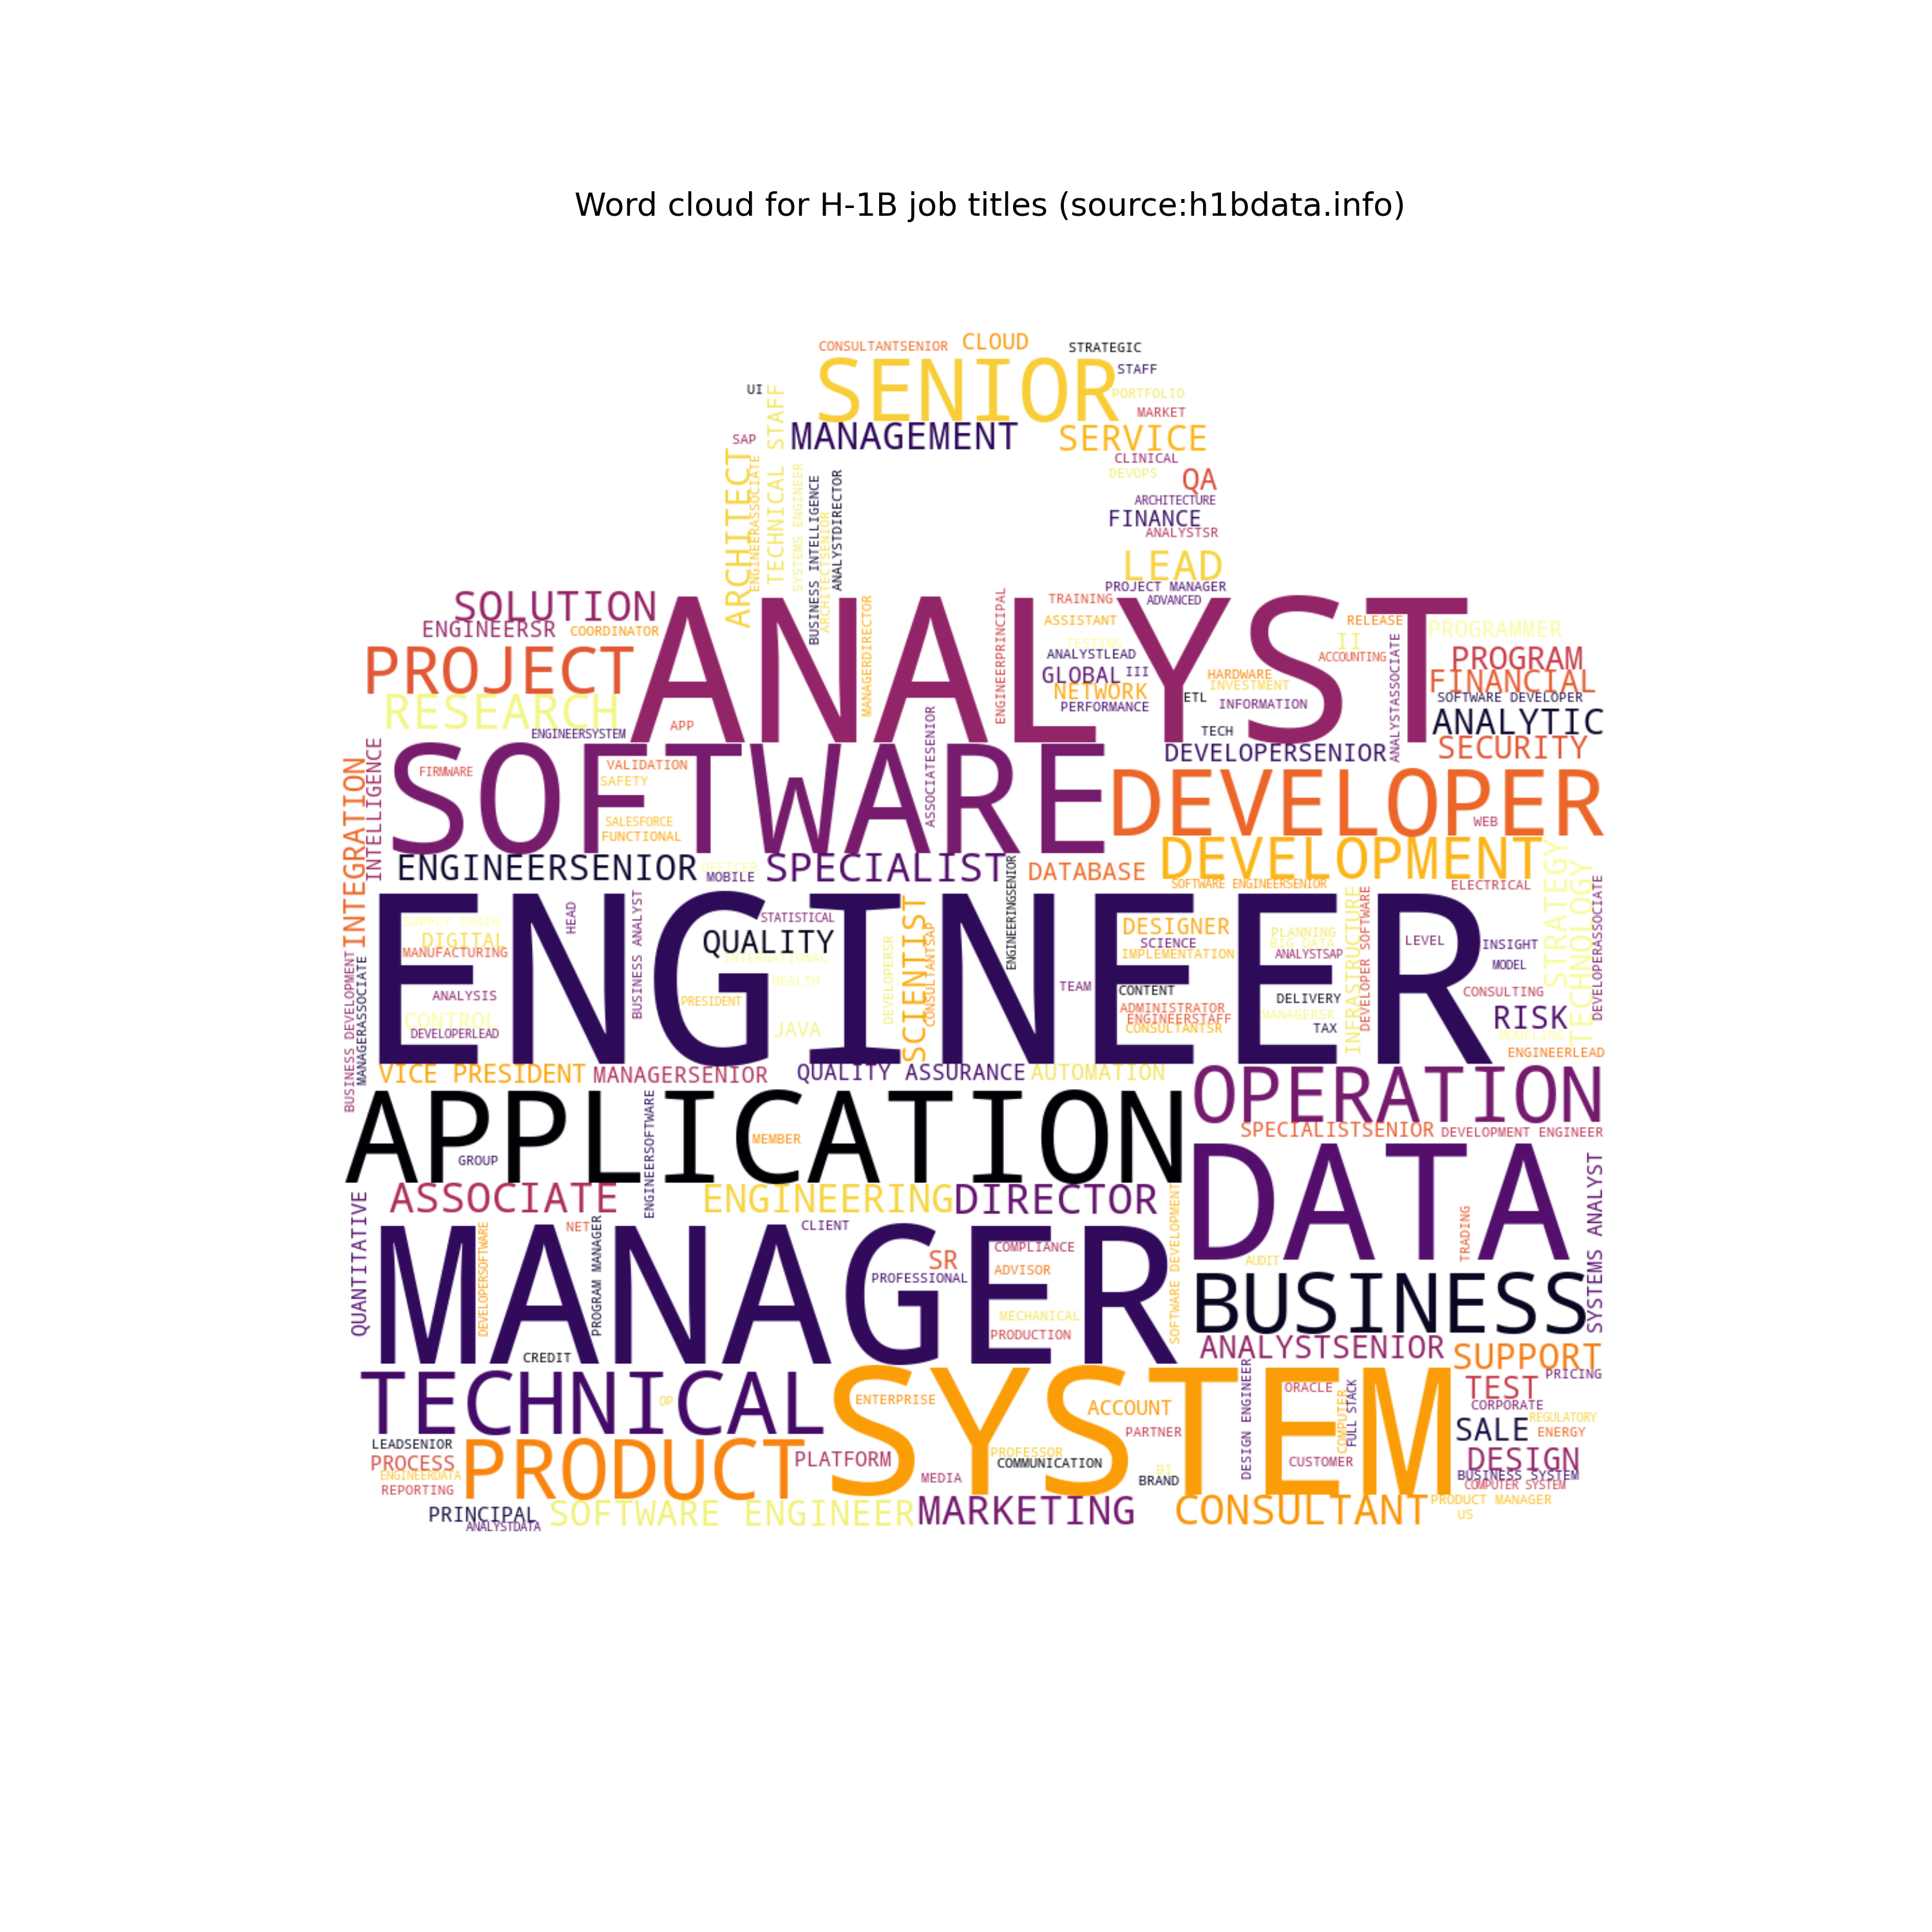 Word cloud for H-1B job titles (source:h1bdata.info)
CONSULTANTSENIOR
CLOUD
STRATEGIC
SENIOR
STAFF
UI
PORTFOLIO
MARKET
SAP
MANAGEMENT
SERVICE
ARCHITECT
ENGINEERASSOCIATE
TECHNICAL STAFF
SYSTEMS ENGINEER
BUSINESS INTELLIGENCE
ARCHITECTSENIOR
ANALYSTDIRECTOR
CLINICAL
DEVOPS
QA
ARCHITECTURE
FINANCE
ANALYSTSR
LEAD
PROJECT MANAGER
ADVANCED
SOLUTION
ENGINEERSR
COORDINATOR
PROJECT
RESEARCH
ENGINEERSYSTEM
APP
ANALYST
MANAGERDIRECTOR
ASSOCIATESENIOR
ENGINEERPRINCIPAL
TRAINING
ASSISTANT
TESTING
ANALYSTLEAD
GLOBAL
III
NETWORK
PERFORMANCE
ETL
HARDWARE
INVESTMENT
INFORMATION
TECH
RELEASE
II
ACCOUNTING
ANALYSTASSOCIATE
PROGRAMMER
PROGRAM
FINANCIAL
SOFTWARE DEVELOPER
ANALYTIC
SECURITY
DEVELOPERSENIOR
INTEGRATION
INTELLIGENCE
SOFTWARE
FIRMWARE
VALIDATION
SAFETY
SALESFORCE
FUNCTIONAL
DEVELOPER
WEB
DEVELOPMENT
ENGINEERSENIOR
OFFICER
MOBILE
SPECIALIST
ENGINEERINGSENIOR
DATABASE
SOFTWARE ENGINEERSENIOR
ELECTRICAL
STRATEGY
TECHNOLOGY
DEVELOPERASSOCIATE
ENGINEER
SUPPLY CHAIN
DIGITAL
MANUFACTURING
ANALYSIS
CONTROL
DEVELOPERLEAD
HEAD
BUSINESS ANALYST
STATISTICAL
QUALITY
INTERNATIONAL
HEALTH
PRESIDENT
JAVA
DEVELOPERSR
SCIENTIST
CONSULTANTSAP
TEAM
DESIGNER
SCIENCE
IMPLEMENTATION
CONTENT
ADMINISTRATOR
ENGINEERSTAFF
CONSULTANTSR
PLANNING
BIG DATA
ANALYSTSAP
DELIVERY
MANAGERSR
TAX
INFRASTRUCTURE
DEVELOPER SOFTWARE
LEVEL
INSIGHT
MODEL
CONSULTING
RISK
MODELING
ENGINEERLEAD
BUSINESS DEVELOPMENT
MANAGERASSOCIATE
VICE PRESIDENT
MANAGERSENIOR
QUALITY ASSURANCE
AUTOMATION
APPLICATION
GROUP
MEMBER
ENGINEERSOFTWARE
OPERATION
SPECIALISTSENIOR
DEVELOPMENT ENGINEER
DATA
TRADING
SYSTEMS ANALYST
ASSOCIATE
ENGINEERING
DIRECTOR
SOFTWARE DEVELOPMENT
QUANTITATIVE
MANAGER
DEVELOPERSOFTWARE
NET
PROGRAM MANAGER
CLIENT
SR
PROFESSIONAL
COMPLIANCE
ADVISOR
MECHANICAL
PRODUCTION
CREDIT
AUDIT
BUSINESS
ANALYSTSENIOR
SUPPORT
PRICING
TECHNICAL
OP
SYSTEM
ENTERPRISE
ACCOUNT
PARTNER
PROFESSOR
COMMUNICATION
BI
BRAND
DESIGN ENGINEER
ORACLE
COMPUTER
FULL STACK
CUSTOMER
TEST
CORPORATE
SALE
REGULATORY
ENERGY
DESIGN
BUSINESS SYSTEM
COMPUTER SYSTEM
PRODUCT MANAGER
US
LEADSENIOR
PROCESS
ENGINEERDATA
REPORTING
PRODUCT
PLATFORM
MEDIA
PRINCIPAL
ANALYSTDATA
SOFTWARE ENGINEER
MARKETING
CONSULTANT